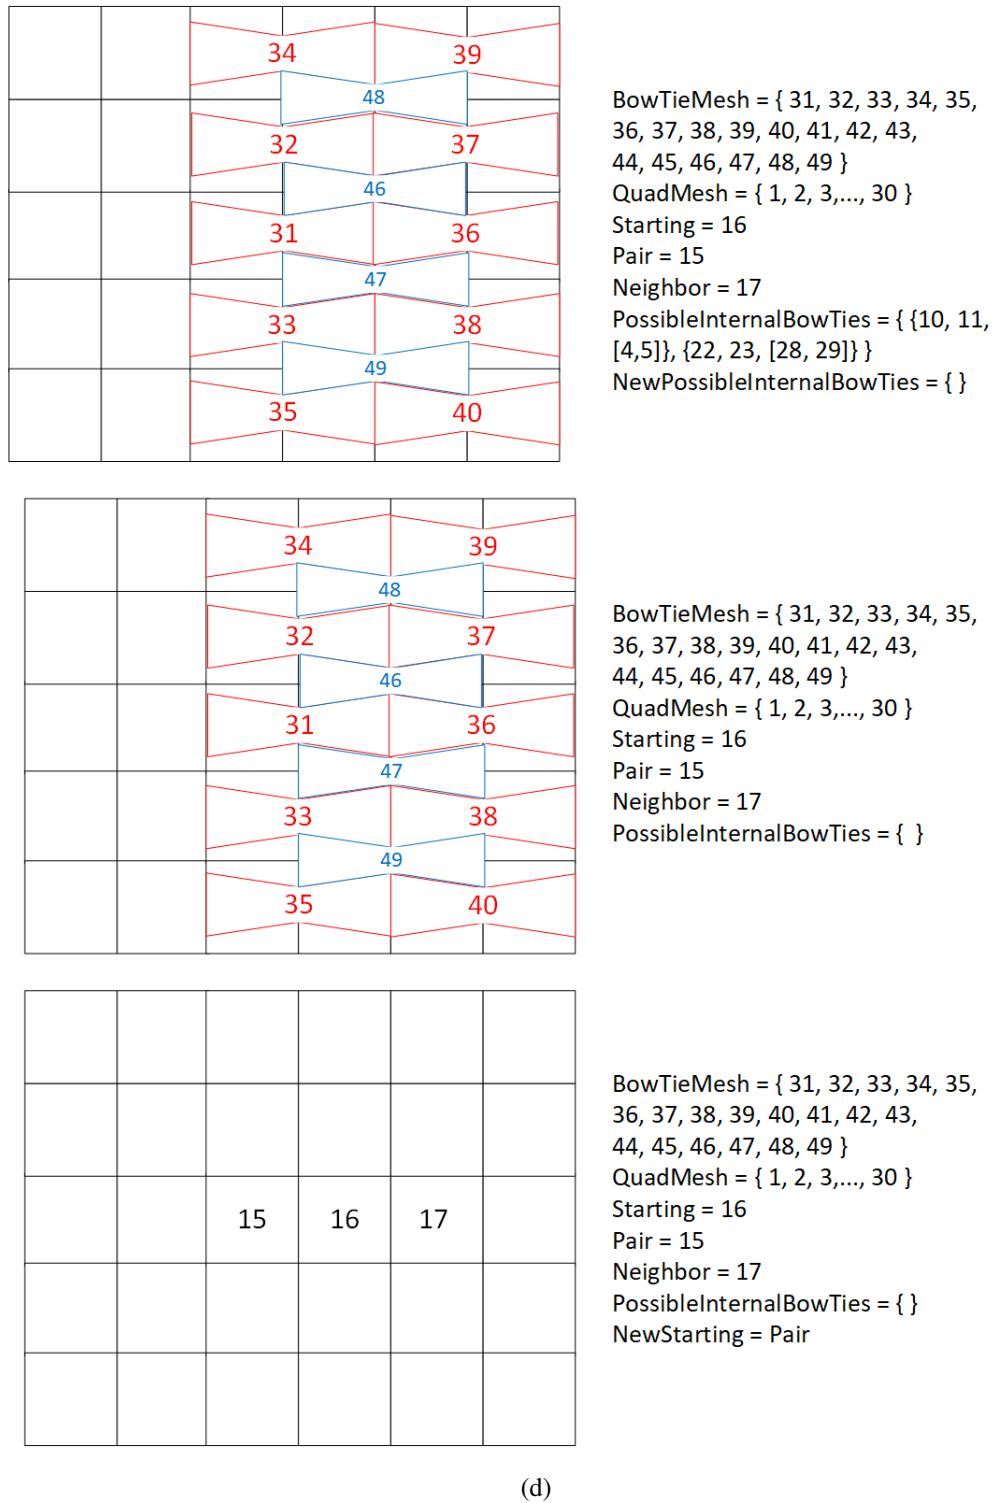 34 39
48
32 37
46
31 36
47
33 38
49
35 40
BowTieMesh = { 31, 32, 33, 34, 35,
36, 37, 38, 39, 40, 41, 42, 43,
44, 45, 46, 47, 48, 49 }
QuadMesh = { 1, 2, 3,..., 30 }
Starting = 16
Pair = 15
Neighbor = 17
PossibleInternalBowTies = { {10, 11,
[4,5]}, {22, 23, [28, 29]} }
NewPossibleInternalBowTies = { }
34 39
48
32 37
46
31 36
47
33 38
49
35 40
BowTieMesh = { 31, 32, 33, 34, 35,
36, 37, 38, 39, 40, 41, 42, 43,
44, 45, 46, 47, 48, 49 }
QuadMesh = { 1, 2, 3,..., 30 }
Starting = 16
Pair = 15
Neighbor = 17
PossibleInternalBowTies = { }
15 16 17
BowTieMesh = { 31, 32, 33, 34, 35,
36, 37, 38, 39, 40, 41, 42, 43,
44, 45, 46, 47, 48, 49 }
QuadMesh = { 1, 2, 3,..., 30 }
Starting = 16
Pair = 15
Neighbor = 17
PossibleInternalBowTies = { }
NewStarting = Pair
(d)